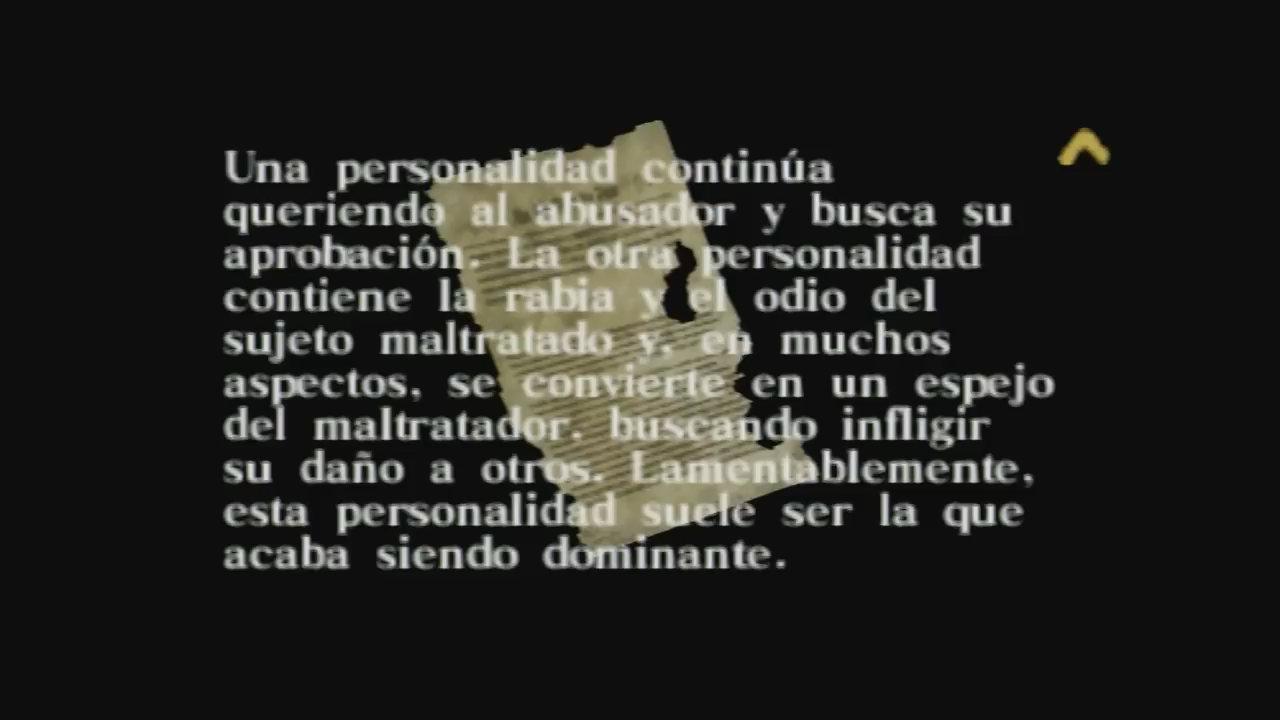 Una personalidad continúa
queriendo al abusador y busca su
aprobación. La otra personalidad
contiene la rabia y el odio del
sujeto maltratado y, en muchos
aspectos, se convierte en un espejo
del maltratador, buscando infligir
su daño a otros. Lamentablemente,
esta personalidad suele ser la que
acaba siendo dominante.